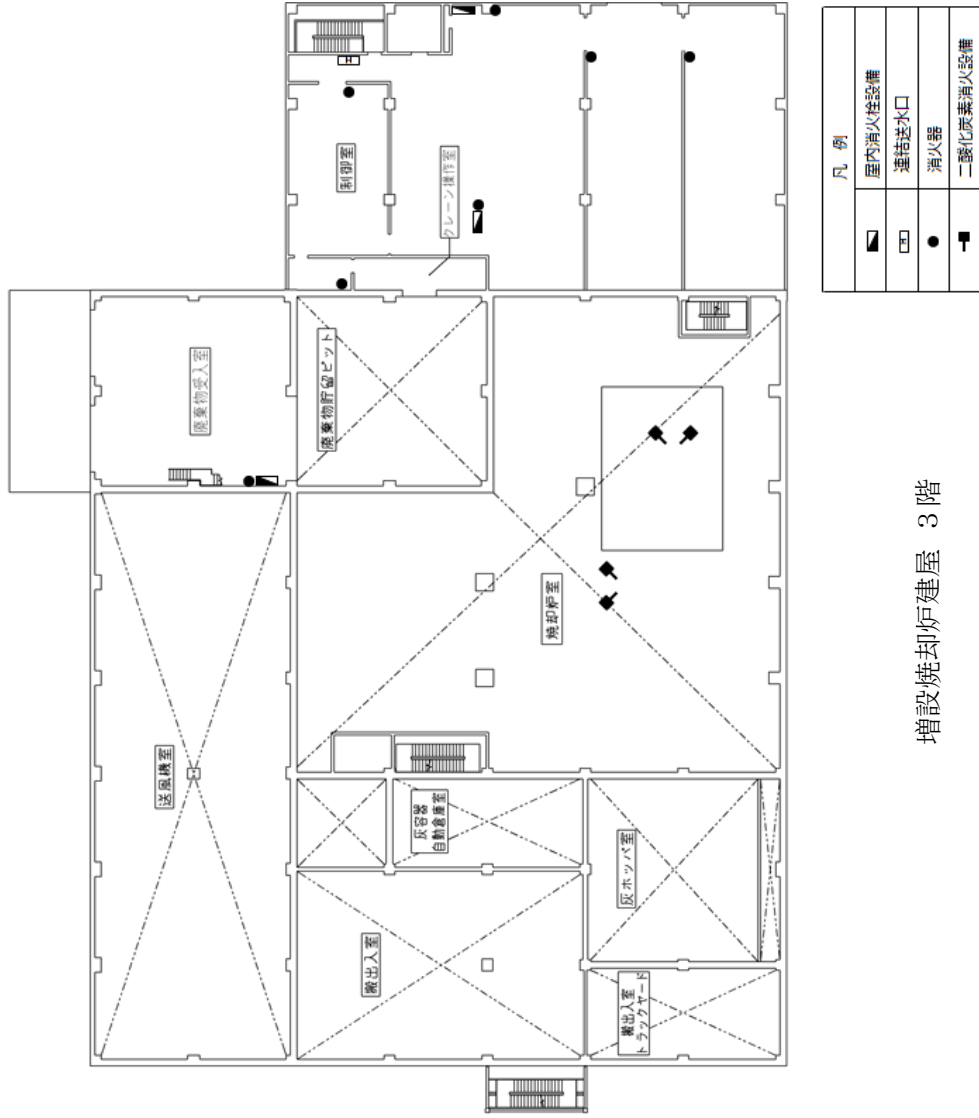 制御室
クレーン操作室
廃棄物受入室
廃棄物貯留ピット
送風機室
焼却炉室
灰容器
自動倉庫室
灰ホッパ室
搬出入室
搬出入室
トラックヤード
凡 例
屋内消火栓設備
H 連結送水口
消火器
二酸化炭素消火設備
増設焼却炉建屋 3階